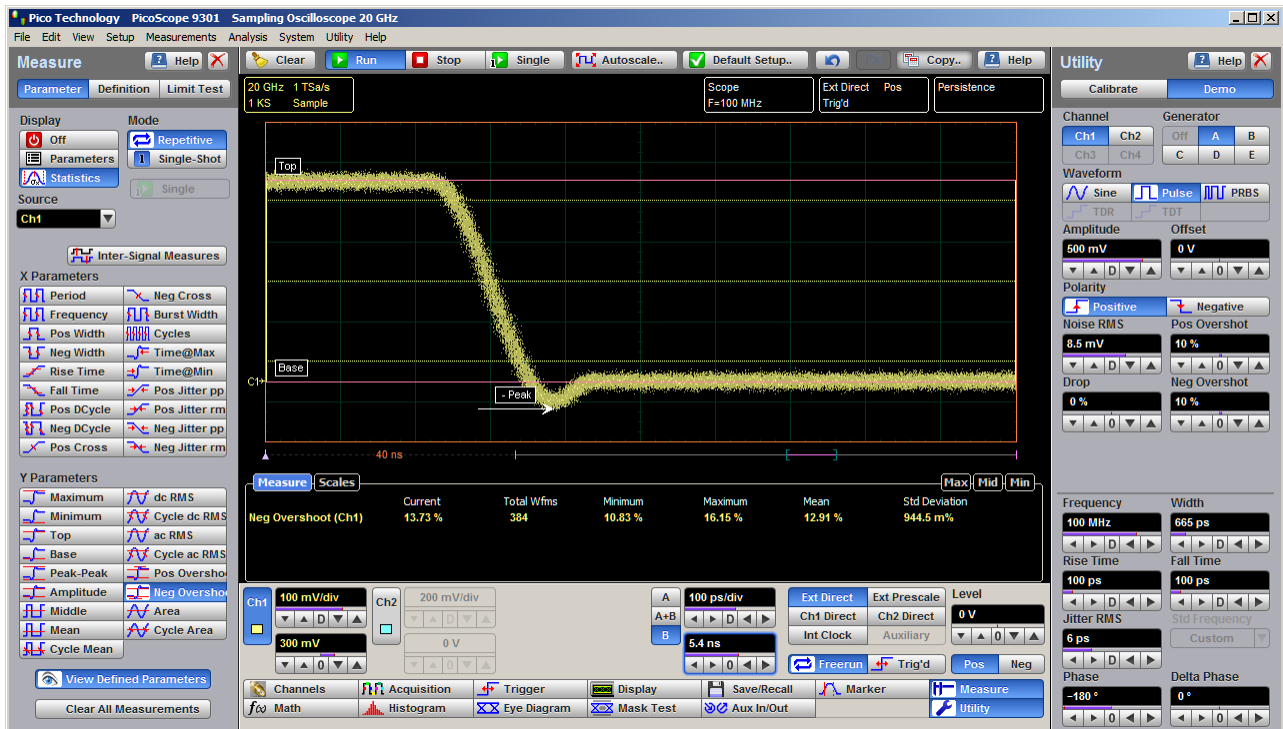 Pico Technology PicoScope 9301 Sampling Oscilloscope 20 GHz
File Edit View Setup Measurements Analysis System Utility Help
Measure
Help
Parameter Definition Limit Test
Display Mode
Off Repetitive
Parameters Single-Shot
Statistics Single
Source
Ch1
Inter-Signal Measures
X Parameters
Period Neg Cross
Frequency Burst Width
Pos Width Cycles
Neg Width Time@Max
Rise Time Time@Min
Fall Time Pos Jitter pp
Pos DCycle Pos Jitter rm
Neg DCycle Neg Jitter pp
Pos Cross Neg Jitter rm
Y Parameters
Maximum dc RMS
Minimum Cycle dc RMS
Top ac RMS
Base Cycle ac RMS
Peak-Peak Pos Oversho
Amplitude Neg Oversho
Middle Area
Mean Cycle Area
Cycle Mean
View Defined Parameters
Clear All Measurements
Clear Run Stop Single Autoscale.. Default Setup.. Copy.. Help
20 GHz 1 TSa/s
1 KS Sample
Scope
F=100 MHz
Ext Direct Pos
Trig'd
Persistence
Top
Base
C1
- Peak
40 ns
Measure Scales Max Mid Min
Current Total Wfms Minimum Maximum Mean Std Deviation
Neg Overshoot (Ch1) 13.73 % 384 10.83 % 16.15 % 12.91 % 944.5 m%
Ch1
100 mV/div
D
300 mV
0
Ch2
200 mV/div
D
0 V
0
A
A+B
B
100 ps/div
D
5.4 ns
0
Ext Direct Ext Prescale
Ch1 Direct Ch2 Direct
Int Clock Auxiliary
Level
0 V
0
Freerun Trig'd Pos Neg
Channels Acquisition Trigger Display Save/Recall Marker Measure
f(x) Math Histogram Eye Diagram Mask Test Aux In/Out Utility
Utility
Help
Calibrate Demo
Channel Generator
Ch1 Ch2 Off A B
Ch3 Ch4 C D E
Waveform
Sine Pulse PRBS
TDR TDT
Amplitude Offset
500 mV 0 V
D 0
Polarity
Positive Negative
Noise RMS Pos Overshot
8.5 mV 10 %
D 0
Drop Neg Overshot
0 % 10 %
0 0
Frequency Width
100 MHz 665 ps
D D
Rise Time Fall Time
100 ps 100 ps
D D
Jitter RMS Std Frequency
6 ps Custom
D
Phase Delta Phase
-180 ° 0 °
0 0